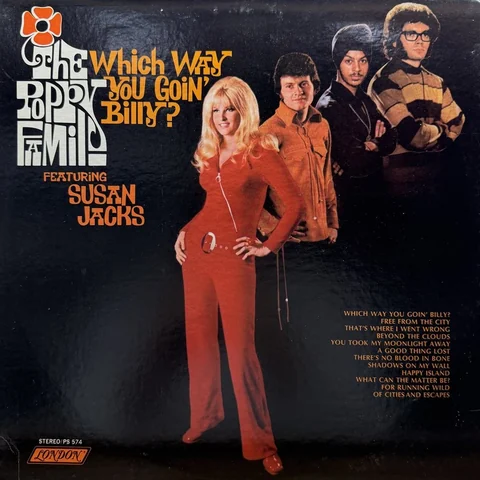 The
Poppy
Family
Which Way
You Goin'
Billy?
FEATURING
SUSAN
JACKS
WHICH WAY YOU GOIN' BILLY?
FREE FROM THE CITY
THAT'S WHERE I WENT WRONG
BEYOND THE CLOUDS
YOU TOOK MY MOONLIGHT AWAY
A GOOD THING LOST
THERE'S NO BLOOD IN BONE
SHADOWS ON MY WALL
HAPPY ISLAND
WHAT CAN THE MATTER BE?
FOR RUNNING WILD
OF CITIES AND ESCAPES
STEREO/PS 574
LONDON